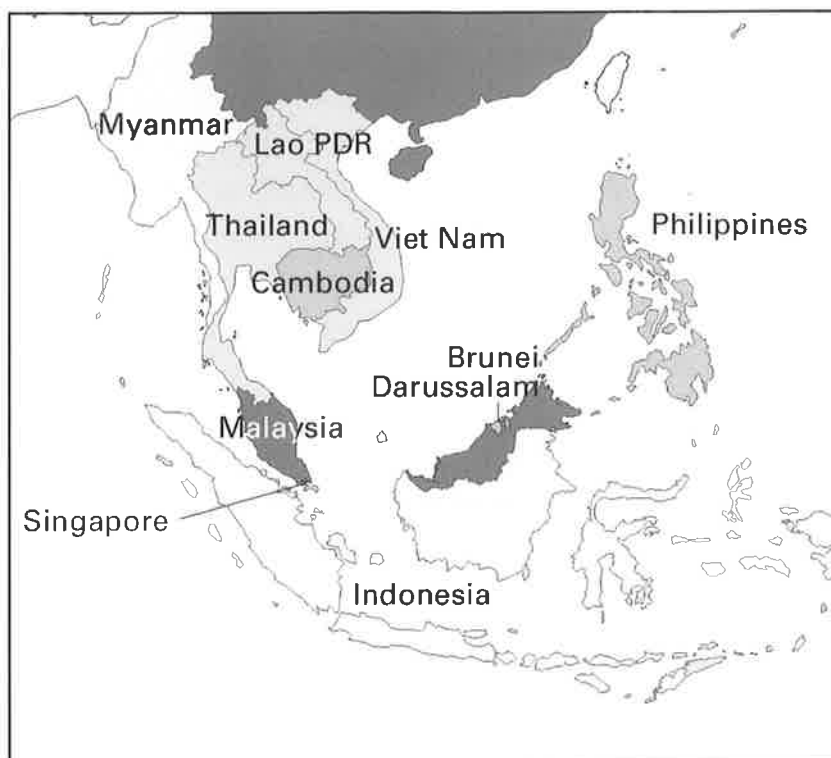 Myanmar
Lao PDR
Thailand
Viet Nam
Philippines
Cambodia
Brunei
Darussalam
Malaysia
Singapore
Indonesia